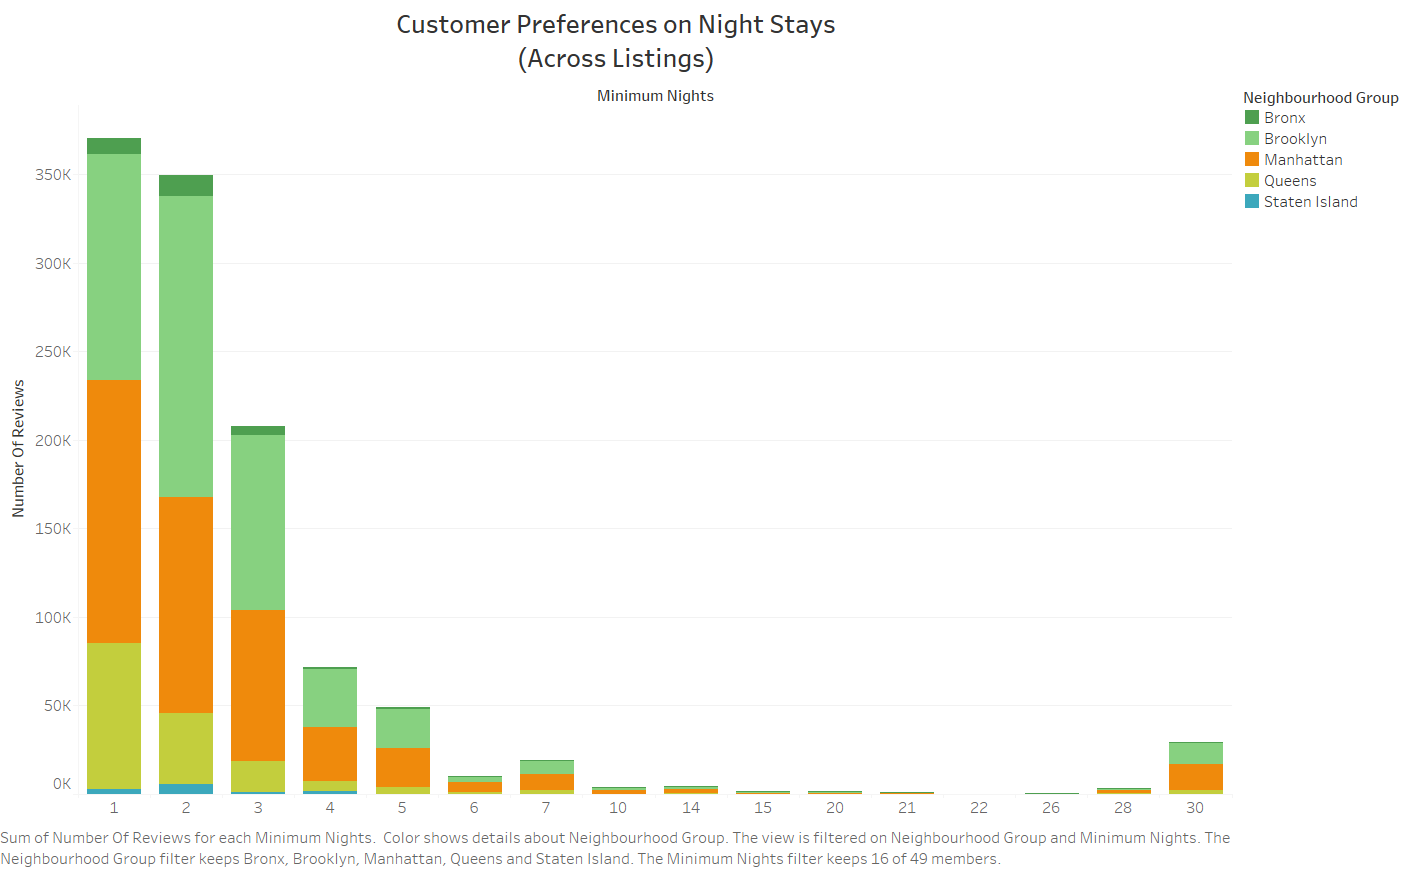 Customer Preferences on Night Stays
(Across Listings)
Minimum Nights
Neighbourhood Group
Bronx
Brooklyn
Manhattan
Queens
Staten Island
Number Of Reviews
350K
300K
250K
200K
150K
100K
50K
0K
1 2 3 4 5 6 7 10 14 15 20 21 22 26 28 30
Sum of Number Of Reviews for each Minimum Nights.  Color shows details about Neighbourhood Group. The view is filtered on Neighbourhood Group and Minimum Nights. The
Neighbourhood Group filter keeps Bronx, Brooklyn, Manhattan, Queens and Staten Island. The Minimum Nights filter keeps 16 of 49 members.